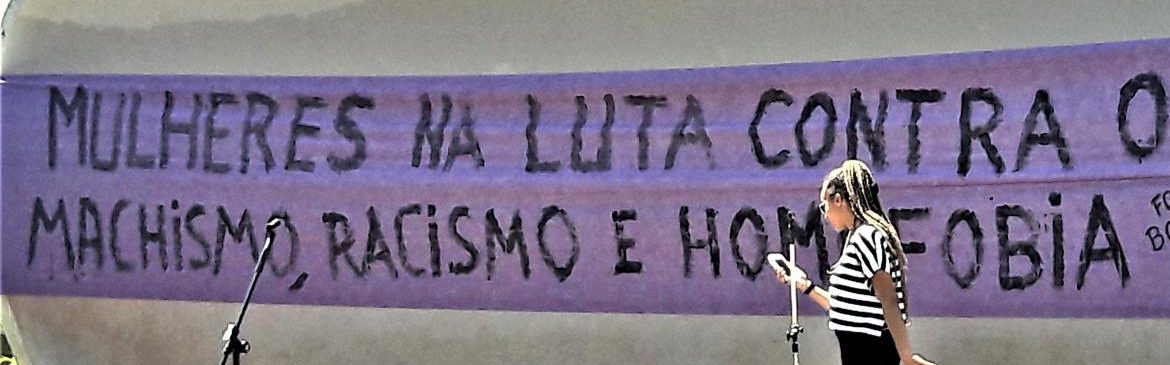 MULHERES NA LUTA CONTRA O
MACHiSMO, RACiSMO E HOMOFOBiA